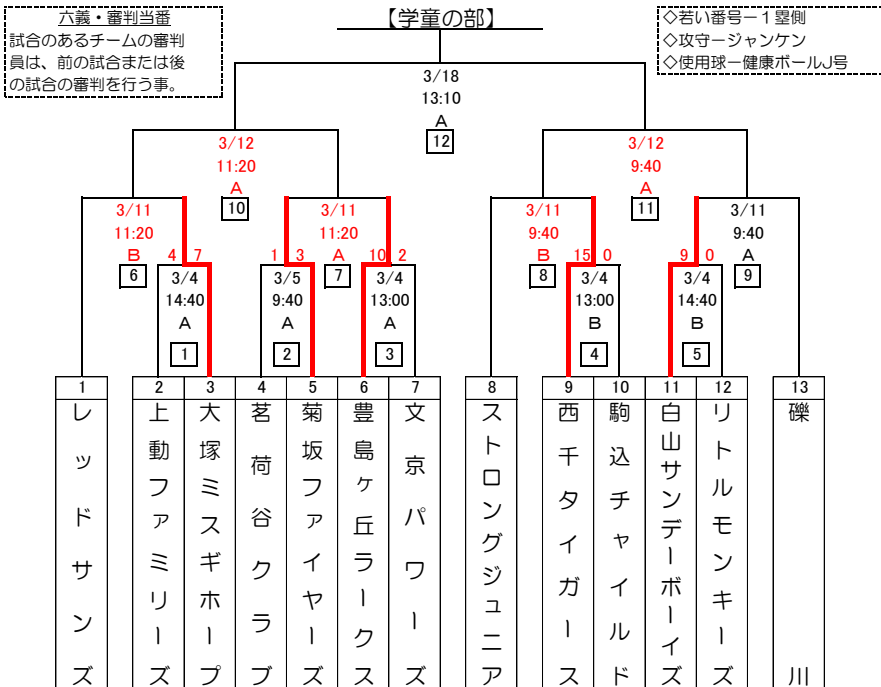 六義・審判当番
試合のあるチームの審判
員は、前の試合または後
の試合の審判を行う事。
【学童の部】
◇若い番号－１塁側
◇攻守－ジャンケン
◇使用球－健康ボールJ号
3/18
13:10
A
12
3/12
11:20
A
10
3/12
9:40
A
11
3/11
11:20
B
6
3/11
11:20
A
7
3/11
9:40
B
8
3/11
9:40
A
9
4 7
3/4
14:40
A
1
1 3
3/5
9:40
A
2
10 2
3/4
13:00
A
3
15 0
3/4
13:00
B
4
9 0
3/4
14:40
B
5
1
レッドサンズ
2
上動ファミリーズ
3
大塚ミスギホープ
4
茗荷谷クラブ
5
菊坂ファイヤーズ
6
豊島ヶ丘ラークス
7
文京パワーズ
8
ストロングジュニア
9
西千タイガース
10
駒込チャイルド
11
白山サンデーボーイズ
12
リトルモンキーズ
13
礫川